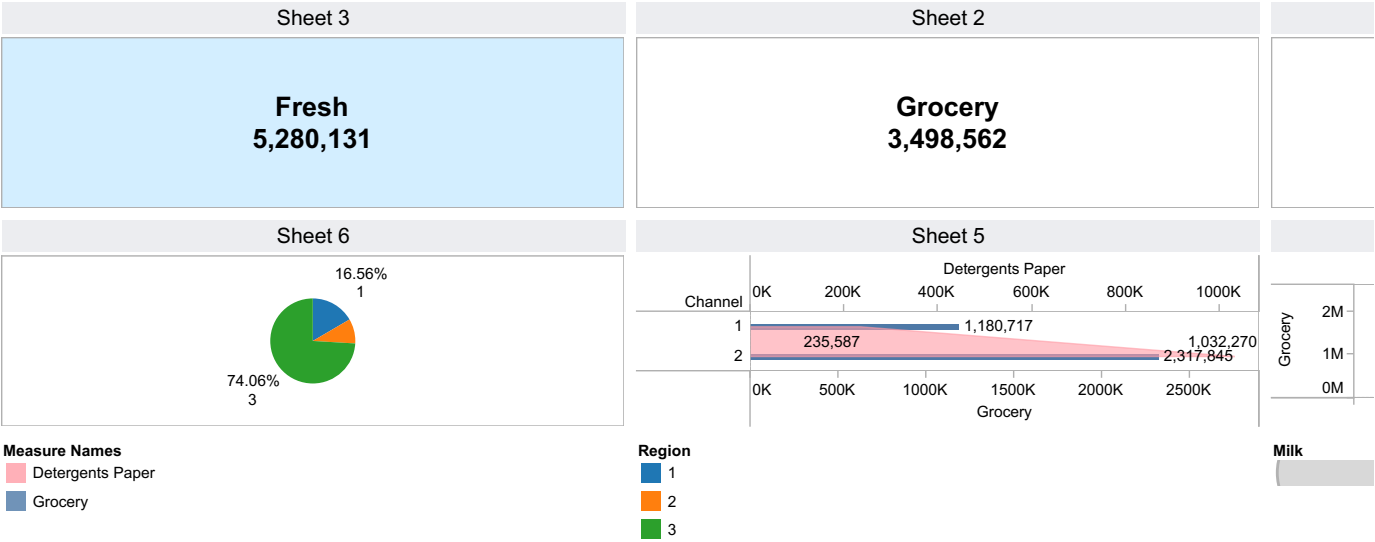 Sheet 3
Sheet 2
Fresh
5,280,131
Grocery
3,498,562
Sheet 6
Sheet 5
16.56%
1
74.06%
3
Detergents Paper
0K 200K 400K 600K 800K 1000K
Channel
1 1,180,717
235,587 1,032,270
2 2,317,845
0K 500K 1000K 1500K 2000K 2500K
Grocery
Grocery
2M
1M
0M
Measure Names
Detergents Paper
Grocery
Region
1
2
3
Milk